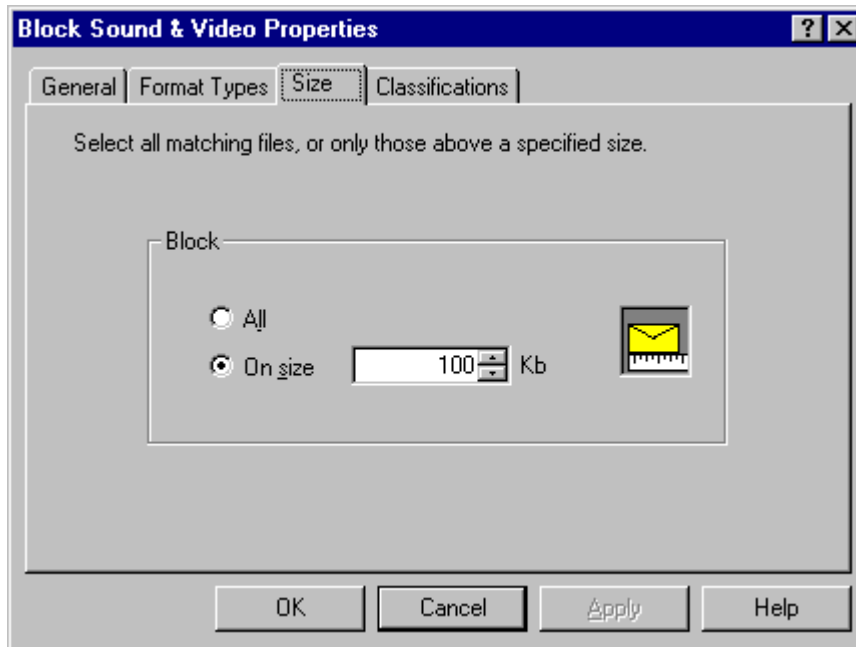 Block Sound & Video Properties ? X
General Format Types Size Classifications
Select all matching files, or only those above a specified size.
Block
All
On size 100 Kb
OK Cancel Apply Help